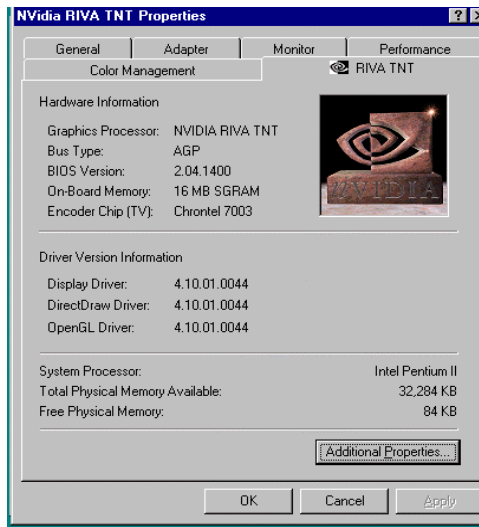 NVidia RIVA TNT Properties
General Adapter Monitor Performance
Color Management RIVA TNT
Hardware Information
Graphics Processor: NVIDIA RIVA TNT
Bus Type: AGP
BIOS Version: 2.04.1400
On-Board Memory: 16 MB SGRAM
Encoder Chip (TV): Chrontel 7003
NVIDIA
Driver Version Information
Display Driver: 4.10.01.0044
DirectDraw Driver: 4.10.01.0044
OpenGL Driver: 4.10.01.0044
System Processor: Intel Pentium II
Total Physical Memory Available: 32,284 KB
Free Physical Memory: 84 KB
Additional Properties...
OK Cancel Apply